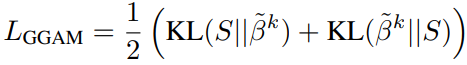 L_GGAM = 1/2 ( KL(S||β̃^k) + KL(β̃^k||S) )